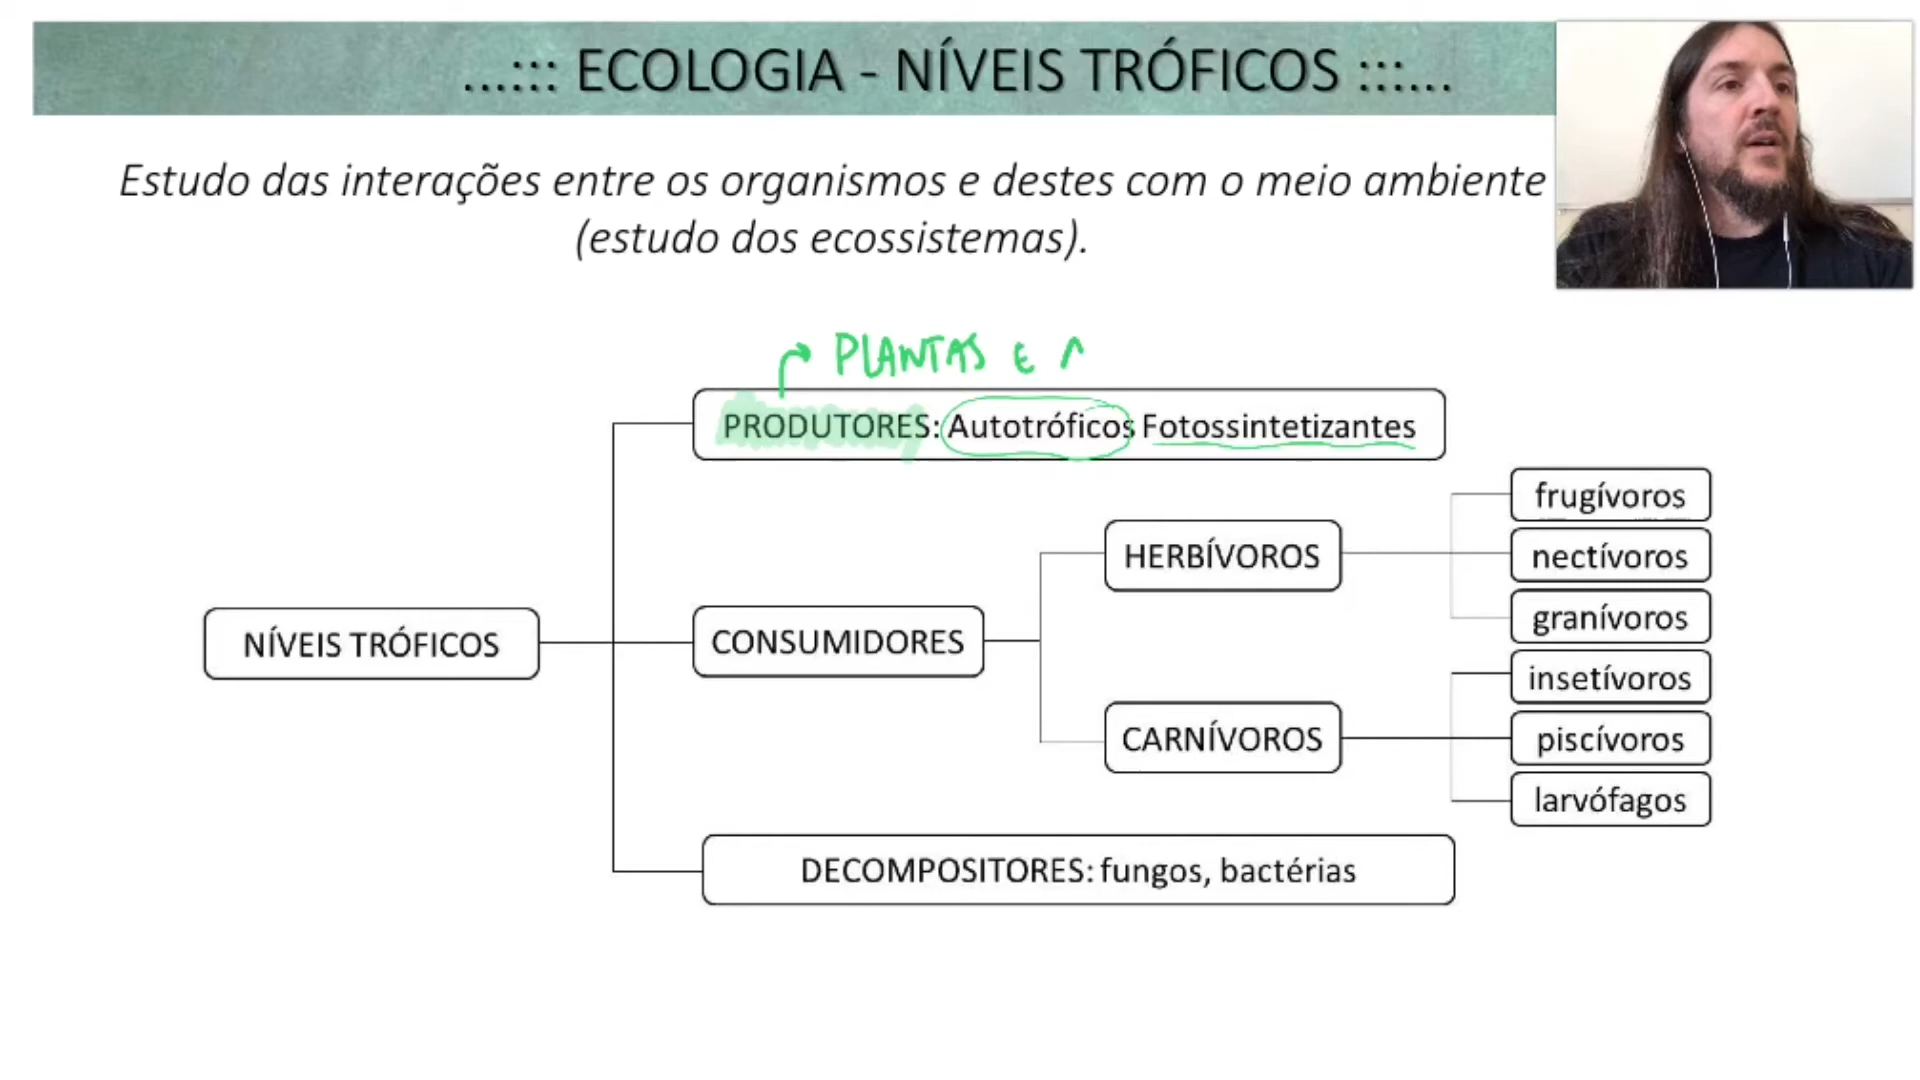 ...::: ECOLOGIA - NÍVEIS TRÓFICOS :::...
Estudo das interações entre os organismos e destes com o meio ambiente
(estudo dos ecossistemas).
PLANTAS E
PRODUTORES: Autotróficos Fotossintetizantes
frugívoros
HERBÍVOROS
nectívoros
granívoros
NÍVEIS TRÓFICOS
CONSUMIDORES
insetívoros
CARNÍVOROS
piscívoros
larvófagos
DECOMPOSITORES: fungos, bactérias